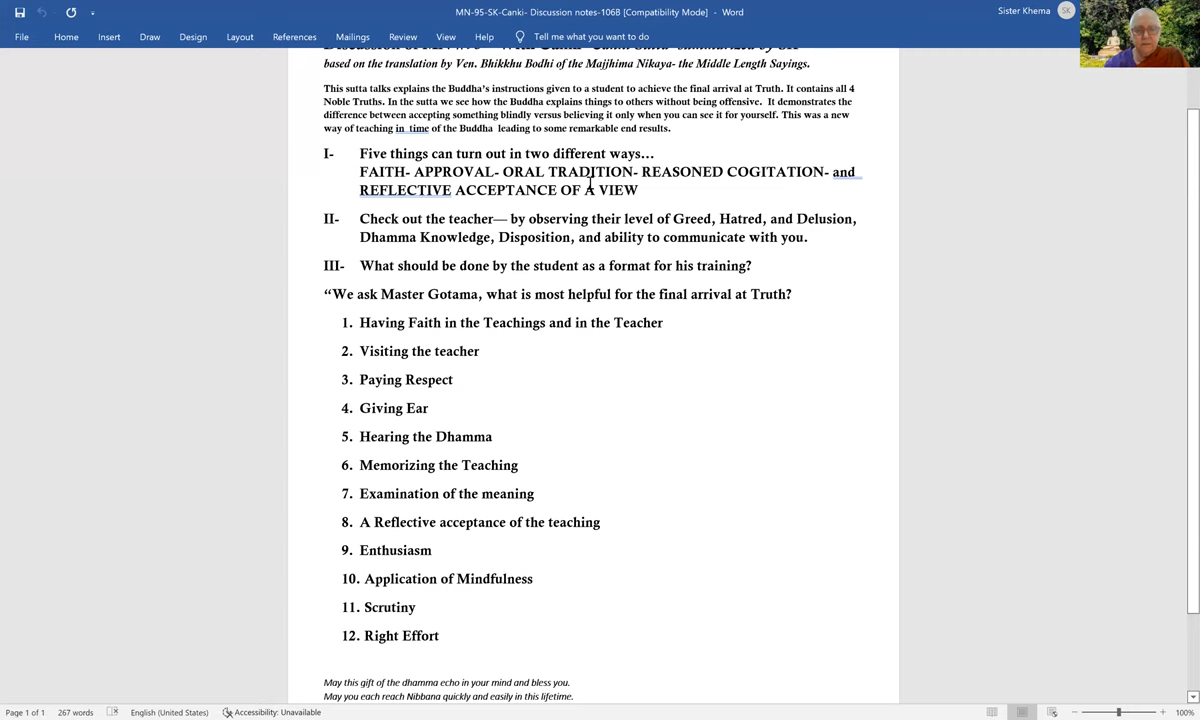 MN-95-SK-Canki- Discussion notes-106B [Compatibility Mode] - Word
Sister Khema
SK
File Home Insert Draw Design Layout References Mailings Review View Help Tell me what you want to do
based on the translation by Ven. Bhikkhu Bodhi of the Majjhima Nikaya- the Middle Length Sayings.
This sutta talks explains the Buddha's instructions given to a student to achieve the final arrival at Truth. It contains all 4
Noble Truths. In the sutta we see how the Buddha explains things to others without being offensive. It demonstrates the
difference between accepting something blindly versus believing it only when you can see it for yourself. This was a new
way of teaching in time of the Buddha leading to some remarkable end results.
I- Five things can turn out in two different ways…
FAITH- APPROVAL- ORAL TRADITION- REASONED COGITATION- and
REFLECTIVE ACCEPTANCE OF A VIEW
II- Check out the teacher— by observing their level of Greed, Hatred, and Delusion,
Dhamma Knowledge, Disposition, and ability to communicate with you.
III- What should be done by the student as a format for his training?
“We ask Master Gotama, what is most helpful for the final arrival at Truth?
1. Having Faith in the Teachings and in the Teacher
2. Visiting the teacher
3. Paying Respect
4. Giving Ear
5. Hearing the Dhamma
6. Memorizing the Teaching
7. Examination of the meaning
8. A Reflective acceptance of the teaching
9. Enthusiasm
10. Application of Mindfulness
11. Scrutiny
12. Right Effort
May this gift of the dhamma echo in your mind and bless you.
May you each reach Nibbana quickly and easily in this lifetime.
Page 1 of 1 267 words English (United States) Accessibility: Unavailable 100%